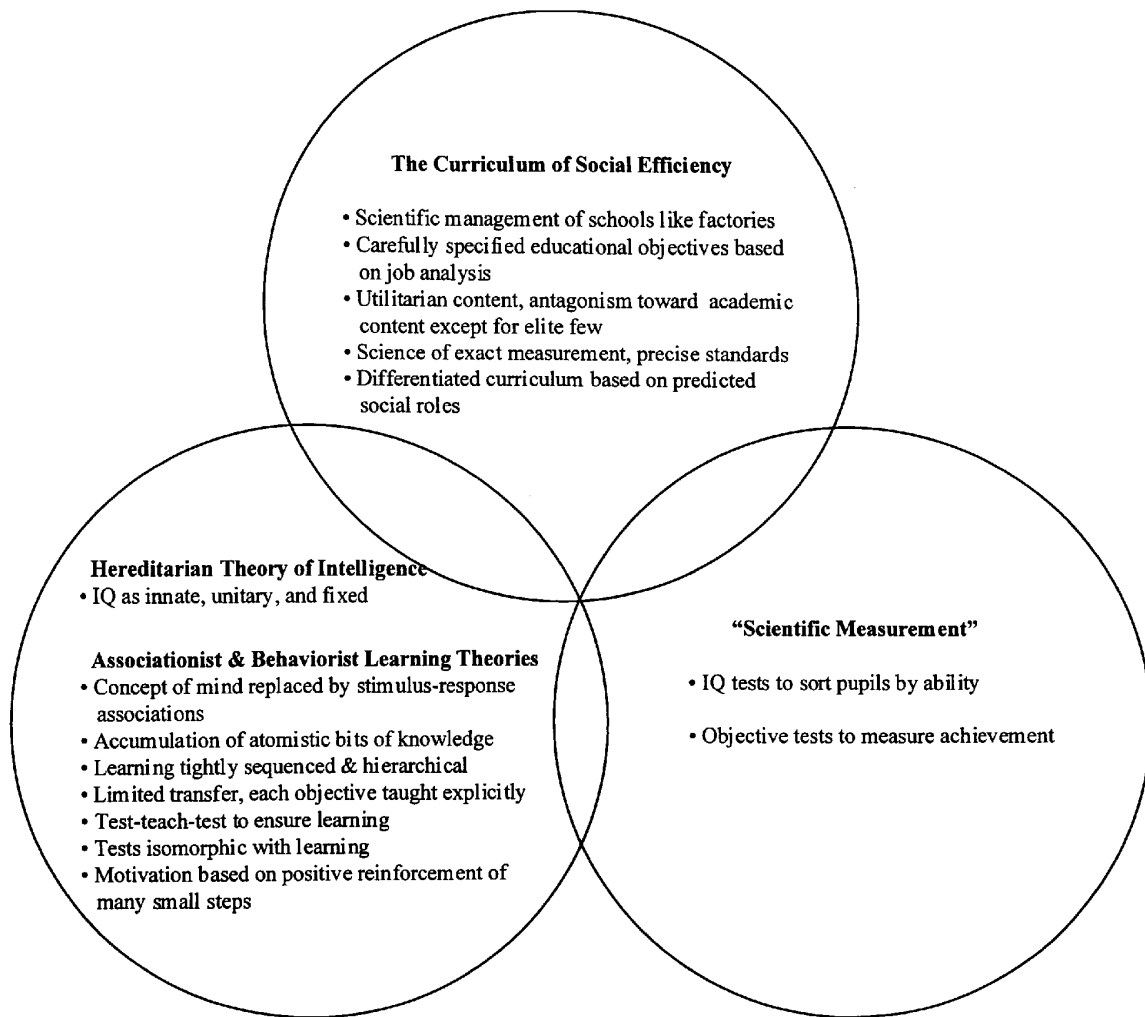 The Curriculum of Social Efficiency
• Scientific management of schools like factories
• Carefully specified educational objectives based
on job analysis
• Utilitarian content, antagonism toward academic
content except for elite few
• Science of exact measurement, precise standards
• Differentiated curriculum based on predicted
social roles
Hereditarian Theory of Intelligence
• IQ as innate, unitary, and fixed
Associationist & Behaviorist Learning Theories
• Concept of mind replaced by stimulus-response
associations
• Accumulation of atomistic bits of knowledge
• Learning tightly sequenced & hierarchical
• Limited transfer, each objective taught explicitly
• Test-teach-test to ensure learning
• Tests isomorphic with learning
• Motivation based on positive reinforcement of
many small steps
“Scientific Measurement”
• IQ tests to sort pupils by ability
• Objective tests to measure achievement